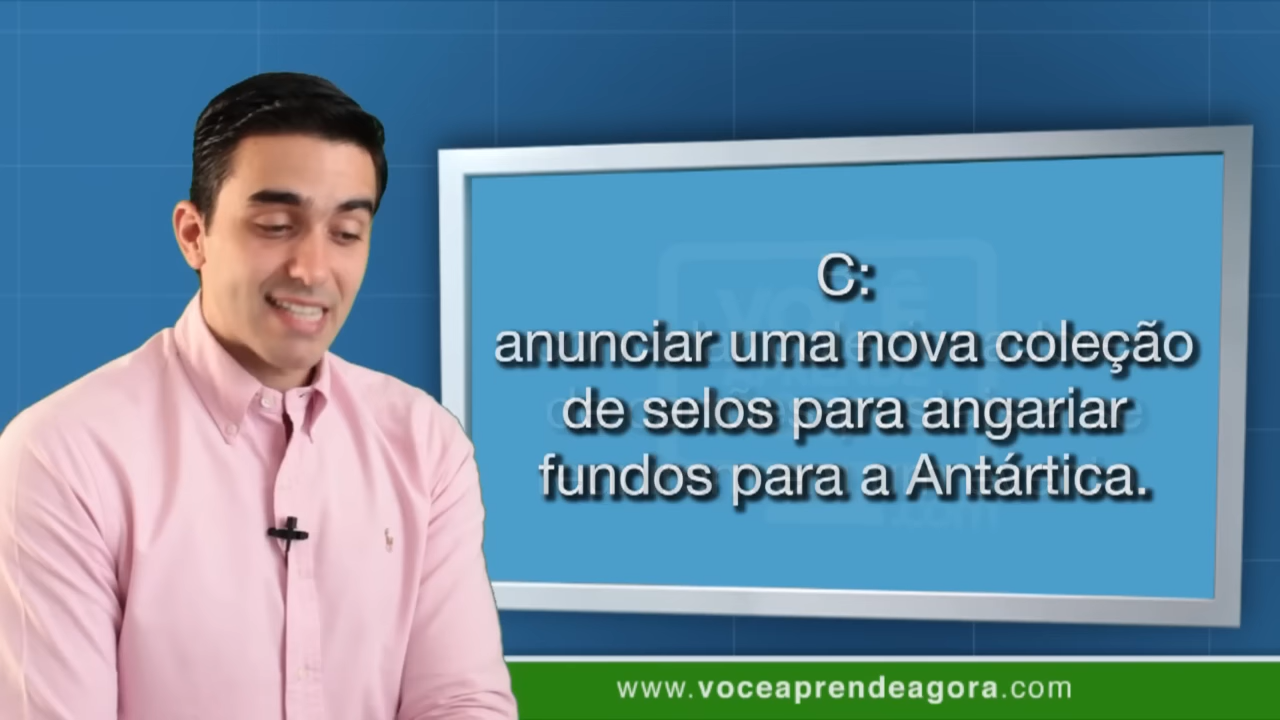 C:
anunciar uma nova coleção
de selos para angariar
fundos para a Antártica.
www.voceaprendeagora.com